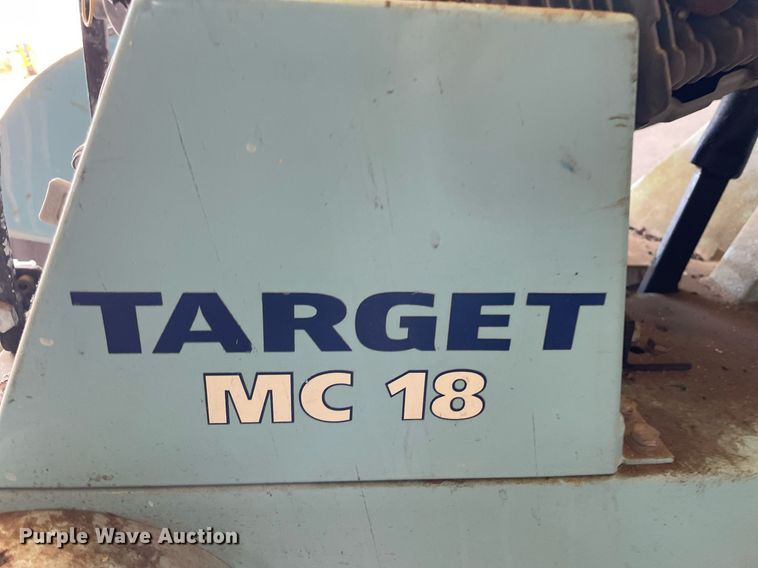 TARGET
MC 18
Purple Wave Auction